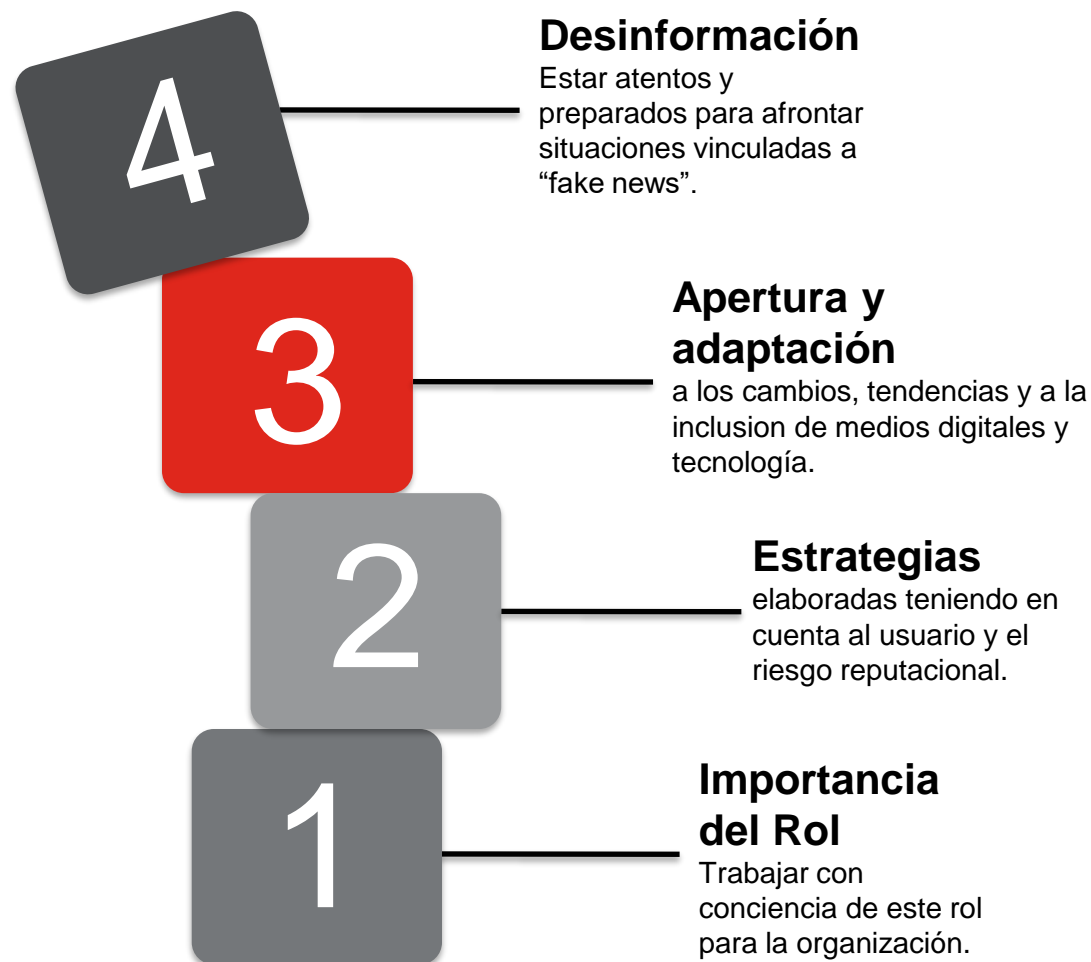 4
Desinformación
Estar atentos y
preparados para afrontar
situaciones vinculadas a
“fake news”.
3
Apertura y
adaptación
a los cambios, tendencias y a la
inclusion de medios digitales y
tecnología.
2
Estrategias
elaboradas teniendo en
cuenta al usuario y el
riesgo reputacional.
1
Importancia
del Rol
Trabajar con
conciencia de este rol
para la organización.